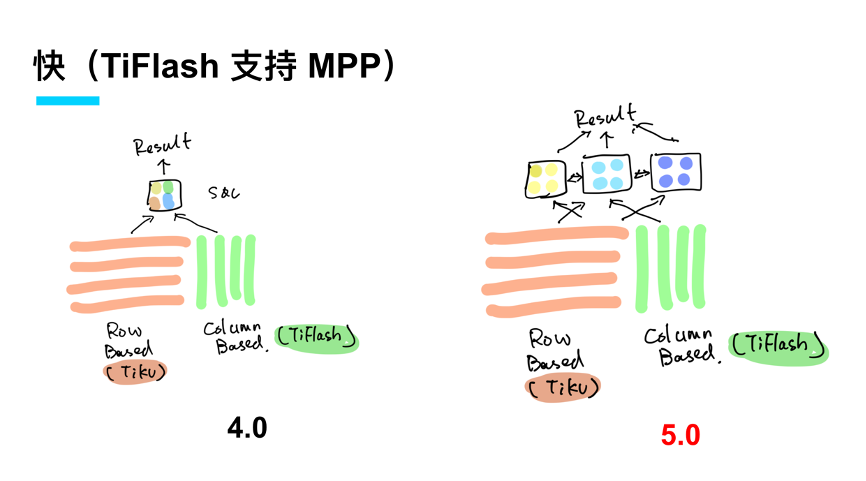 快（TiFlash 支持 MPP）
Result
SQL
Row
Based
(Tikv)
Column
Based.
(TiFlash)
4.0
Result
Row
Based
(Tikv)
Column
Based.
(TiFlash)
5.0